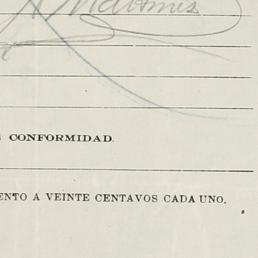 CONFORMIDAD.
ENTO A VEINTE CENTAVOS CADA UNO.